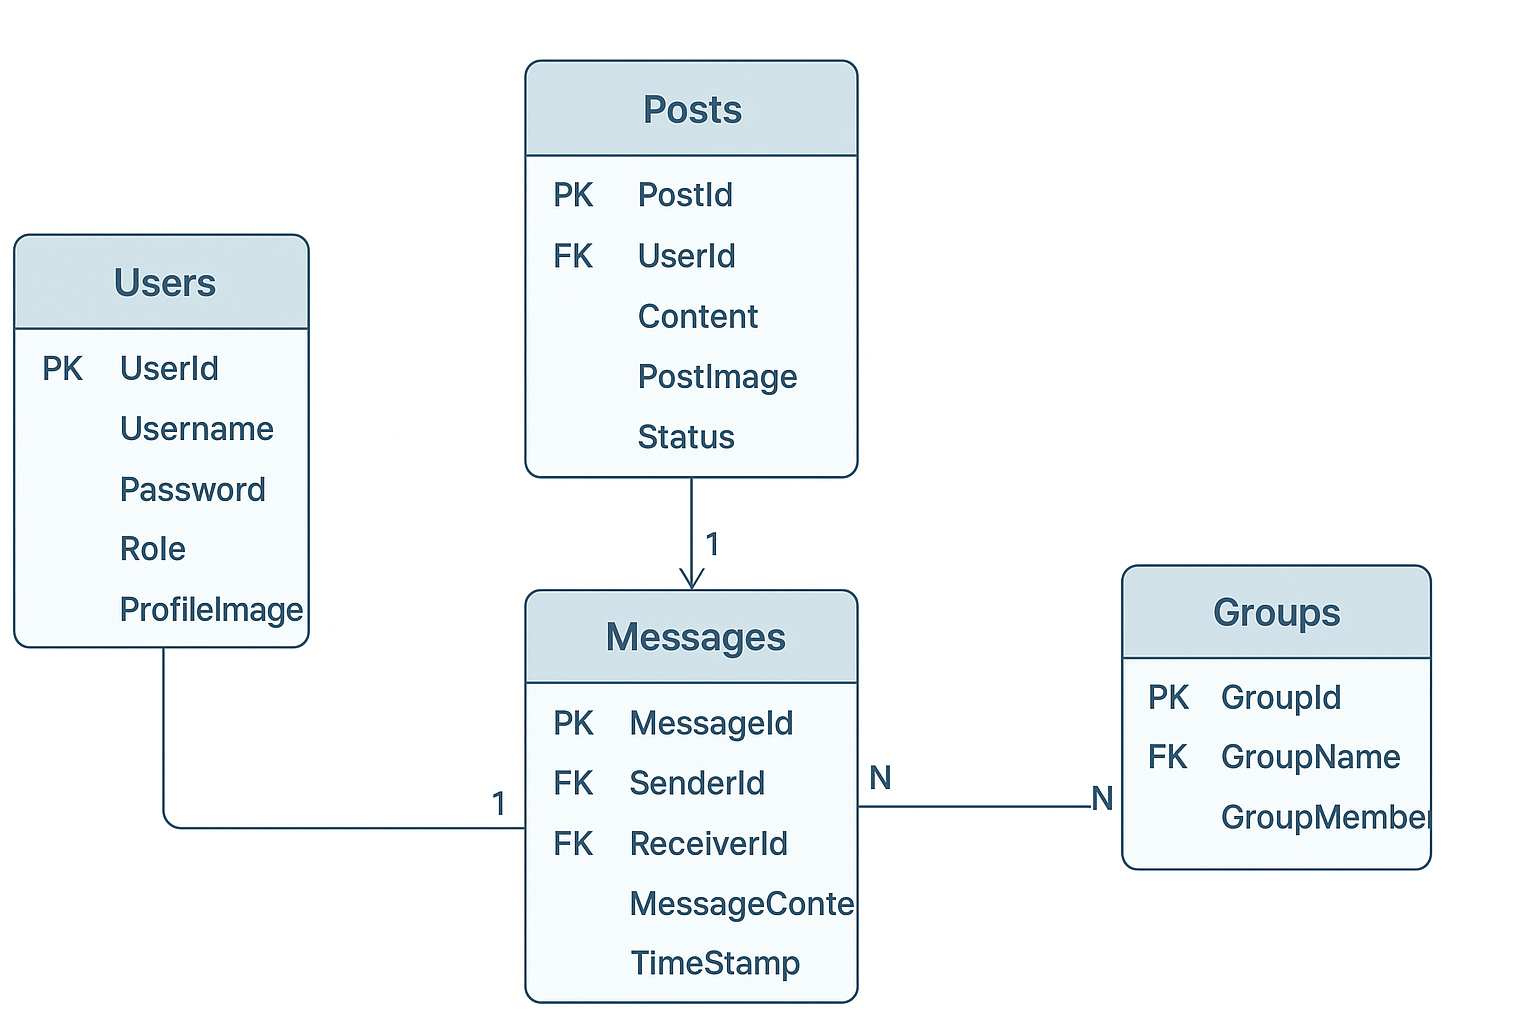 Posts
PK PostId
FK UserId
Content
PostImage
Status
Users
PK UserId
Username
Password
Role
ProfileImage
1
Messages
PK MessageId
FK SenderId
FK ReceiverId
MessageConte
TimeStamp
1
N
N
Groups
PK GroupId
FK GroupName
GroupMember